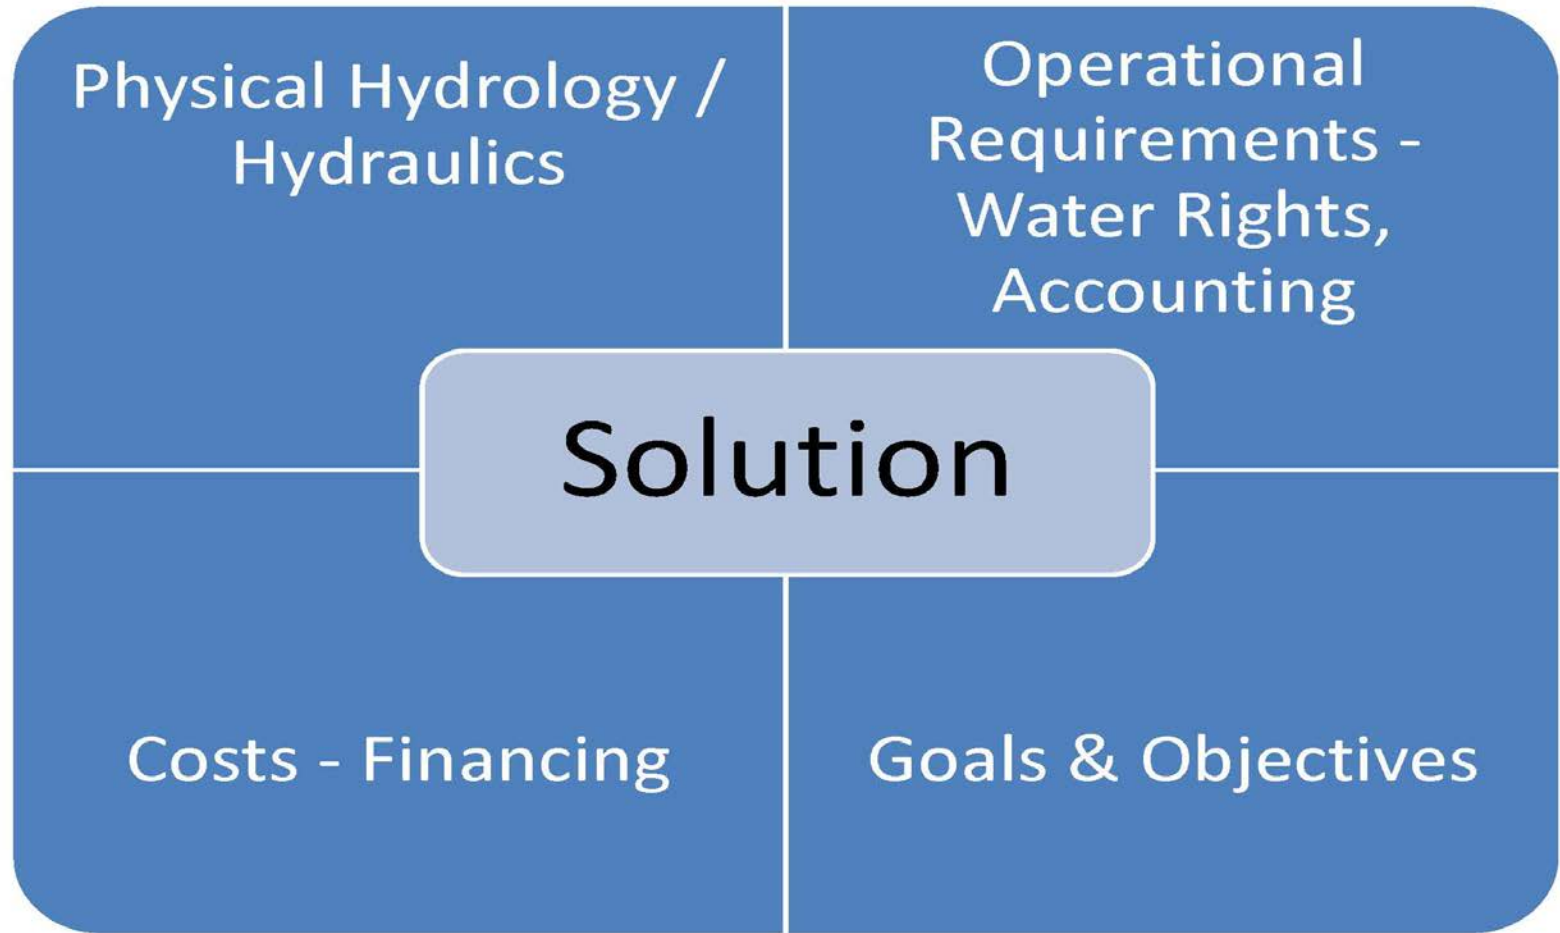 Physical Hydrology /
Hydraulics
Operational
Requirements -
Water Rights,
Accounting
Solution
Costs - Financing
Goals & Objectives